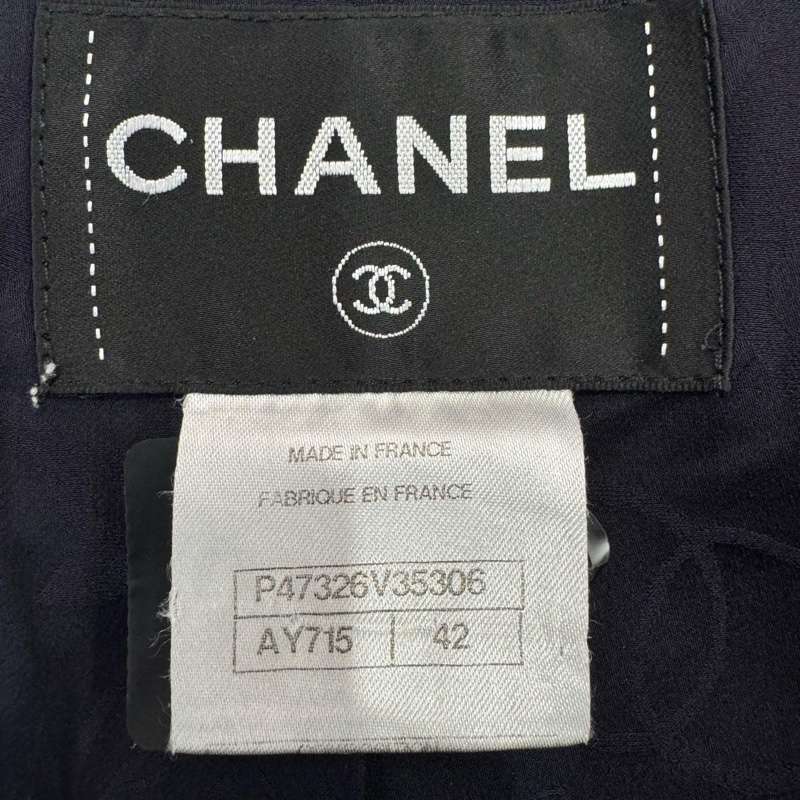 CHANEL
MADE IN FRANCE
FABRIQUE EN FRANCE
P47326V35306
AY715 42